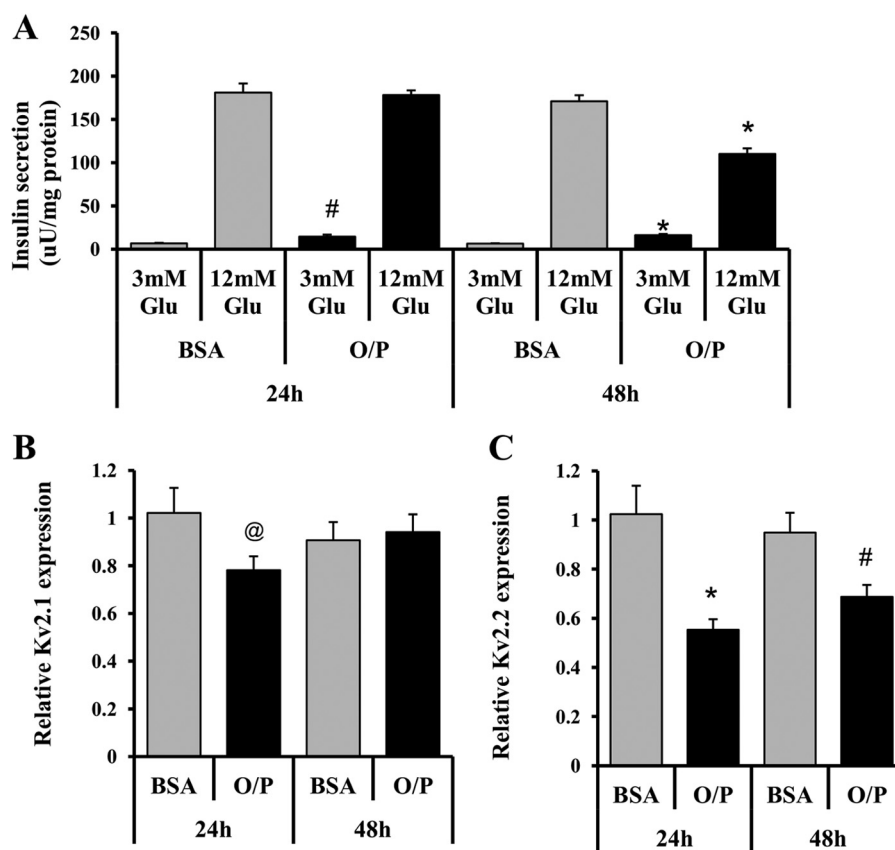 A
Insulin secretion
(uU/mg protein)
250
200
150
100
50
0
#
*
*
3mM 12mM 3mM 12mM 3mM 12mM 3mM 12mM
Glu Glu Glu Glu Glu Glu Glu Glu
BSA O/P BSA O/P
24h 48h
B
Relative Kv2.1 expression
1.2
1
0.8
0.6
0.4
0.2
0
@
BSA O/P BSA O/P
24h 48h
C
Relative Kv2.2 expression
1.2
1
0.8
0.6
0.4
0.2
0
*
#
BSA O/P BSA O/P
24h 48h